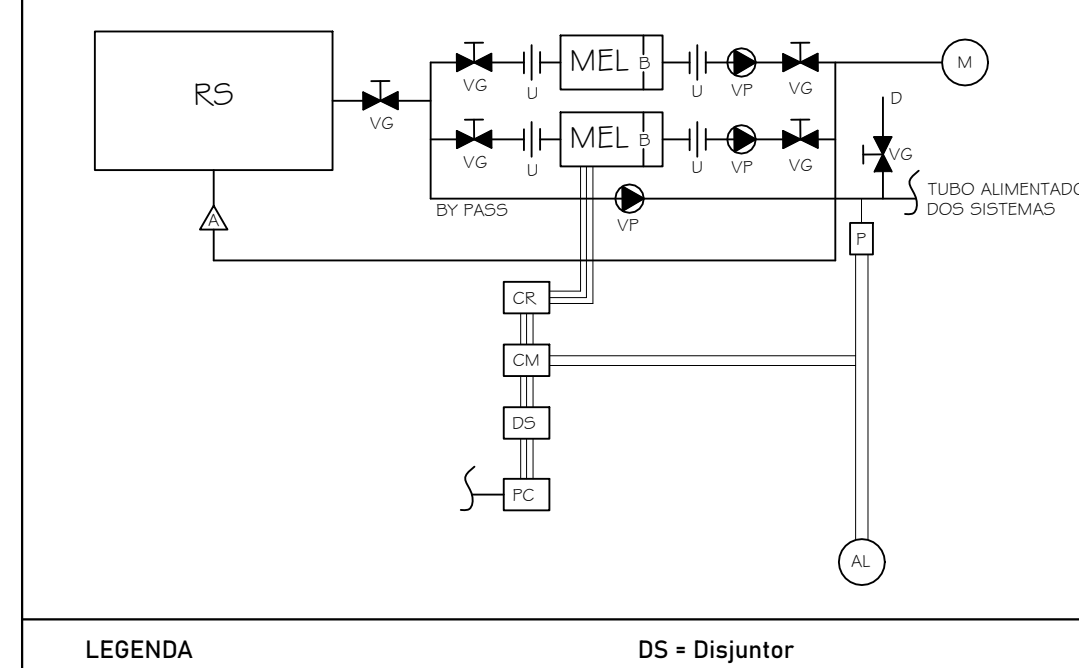 RS
VG
VG
U
MEL B
U
VP
VG
M
VG
U
MEL B
U
VP
VG
D
VG
BY PASS
VP
TUBO ALIMENTADO
DOS SISTEMAS
A
P
CR
CM
DS
PC
AL
LEGENDA
DS = Disjuntor